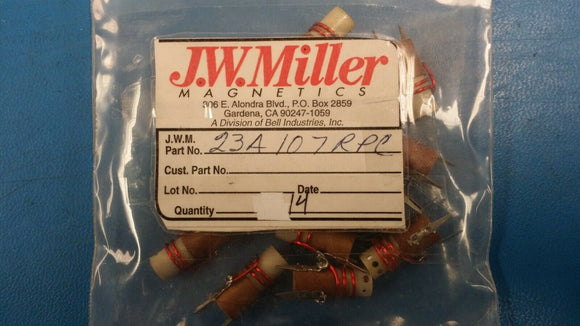 J.W.Miller
MAGNETICS
306 E. Alondra Blvd., P.O. Box 2859
Gardena, CA 90247-1059
A Division of Bell Industries, Inc.
J.W.M.
Part No. 23A107RPC
Cust. Part No.
Lot No. Date
Quantity 14